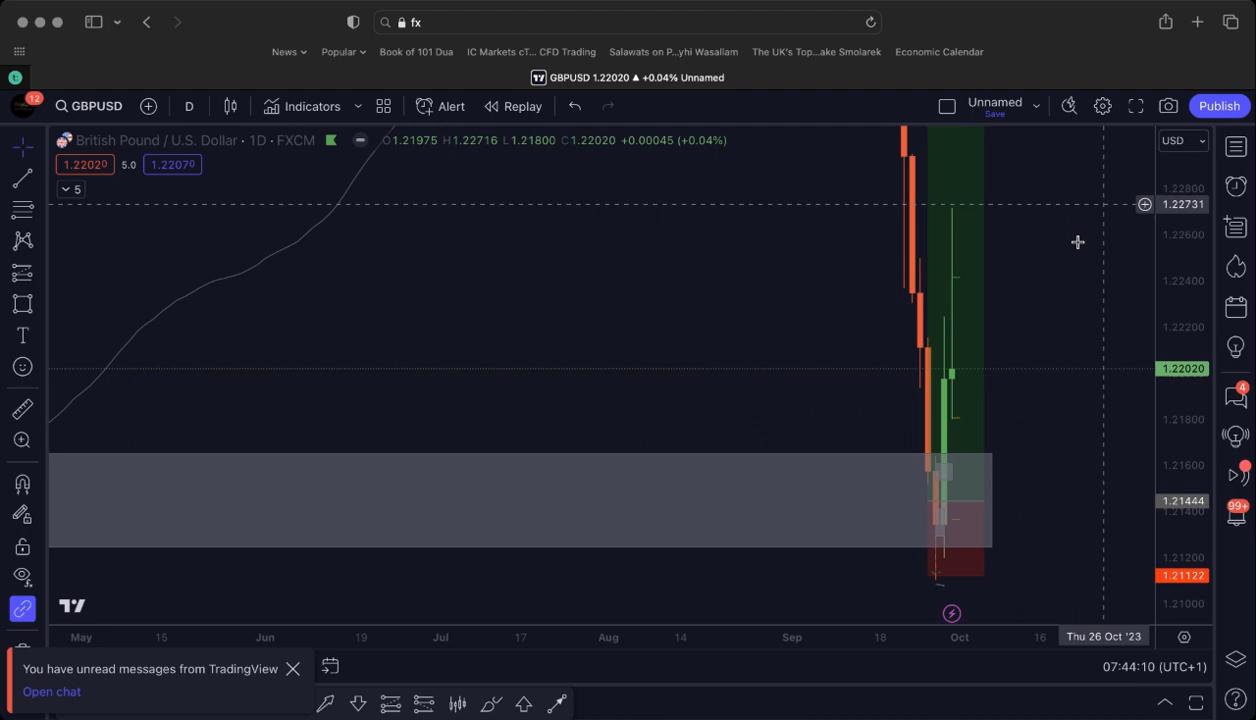 fx
News
Popular
Book of 101 Dua
IC Markets cT... CFD Trading
Salawats on P...yhi Wasallam
The UK's Top...ake Smolarek
Economic Calendar
t
GBPUSD 1.22020 ▲ +0.04% Unnamed
12
GBPUSD
D
Indicators
Alert
Replay
Unnamed
Save
Publish
British Pound / U.S. Dollar · 1D · FXCM
O1.21975 H1.22716 L1.21800 C1.22020 +0.00045 (+0.04%)
USD
1.22020
5.0
1.22070
5
1.22800
1.22731
1.22600
1.22400
1.22200
1.22020
1.21800
1.21600
1.21444
1.21400
1.21200
1.21122
1.21000
4
99+
May
15
Jun
19
Jul
17
Aug
14
Sep
18
Oct
16
Thu 26 Oct '23
You have unread messages from TradingView
Open chat
07:44:10 (UTC+1)